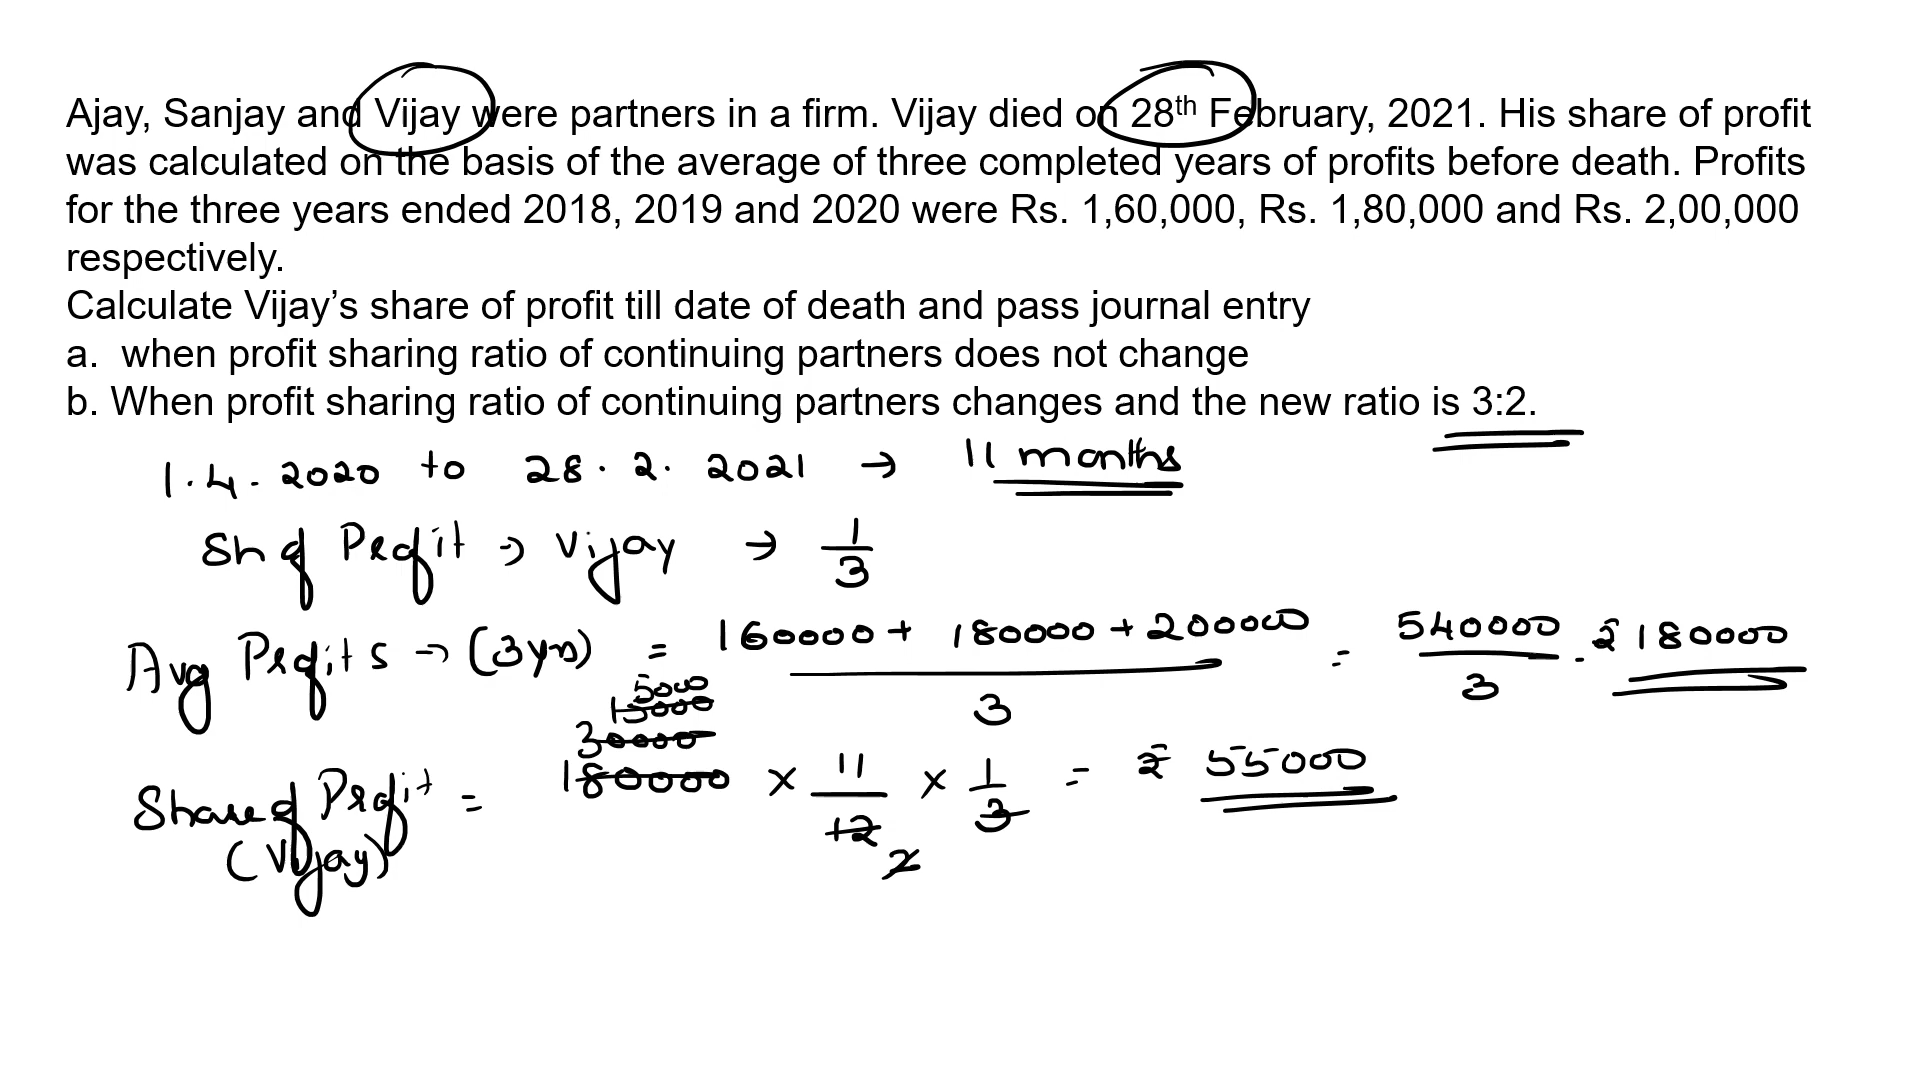 Ajay, Sanjay and Vijay were partners in a firm. Vijay died on 28th February, 2021. His share of profit
was calculated on the basis of the average of three completed years of profits before death. Profits
for the three years ended 2018, 2019 and 2020 were Rs. 1,60,000, Rs. 1,80,000 and Rs. 2,00,000
respectively.
Calculate Vijay’s share of profit till date of death and pass journal entry
a. when profit sharing ratio of continuing partners does not change
b. When profit sharing ratio of continuing partners changes and the new ratio is 3:2.
1.4.2020 to 28.2.2021 → 11 months
Sh of Profit → Vijay → 1/3
Avg Profits → (3 yrs) = 160000 + 180000 + 200000 / 3 = 540000 / 3 = ₹ 180000
5000
15000
30000
Share of Profit = 180000 × 11/12 × 1/3 = ₹ 55000
2
(Vijay)